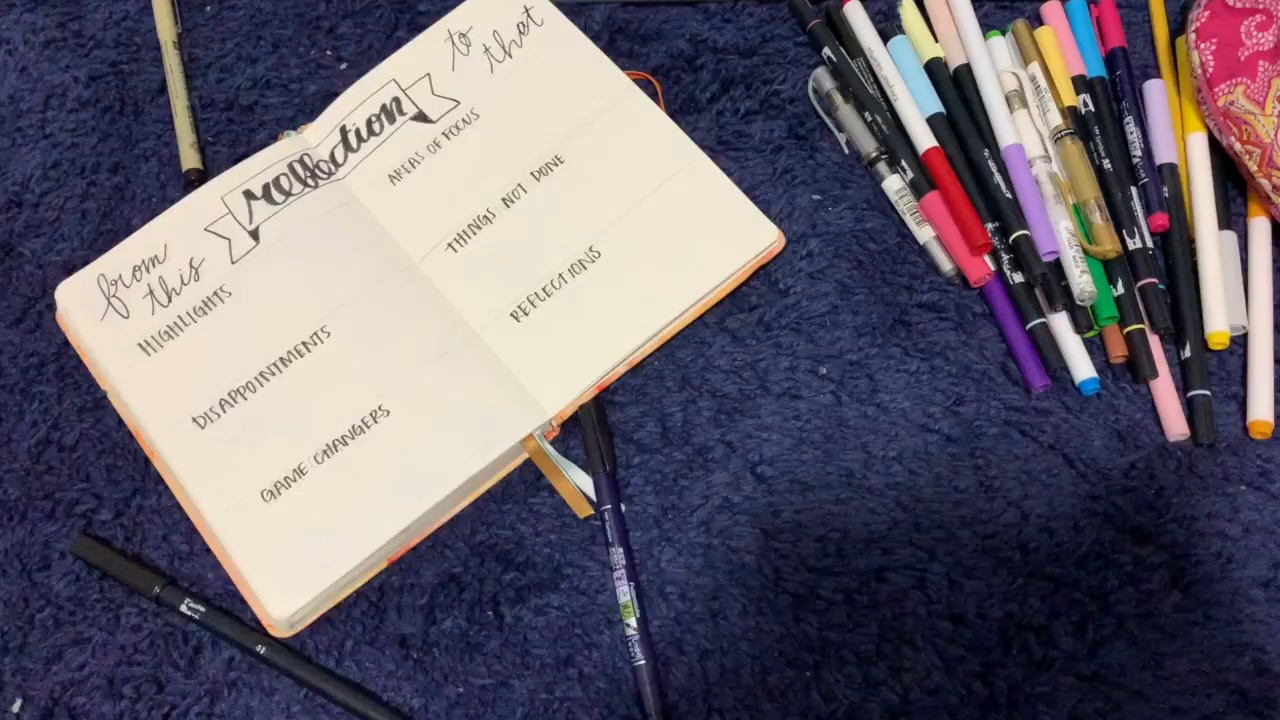 reflection
from
this
HIGHLIGHTS
DISAPPOINTMENTS
GAME CHANGERS
to
that
AREAS OF FOCUS
THINGS NOT DONE
REFLECTIONS